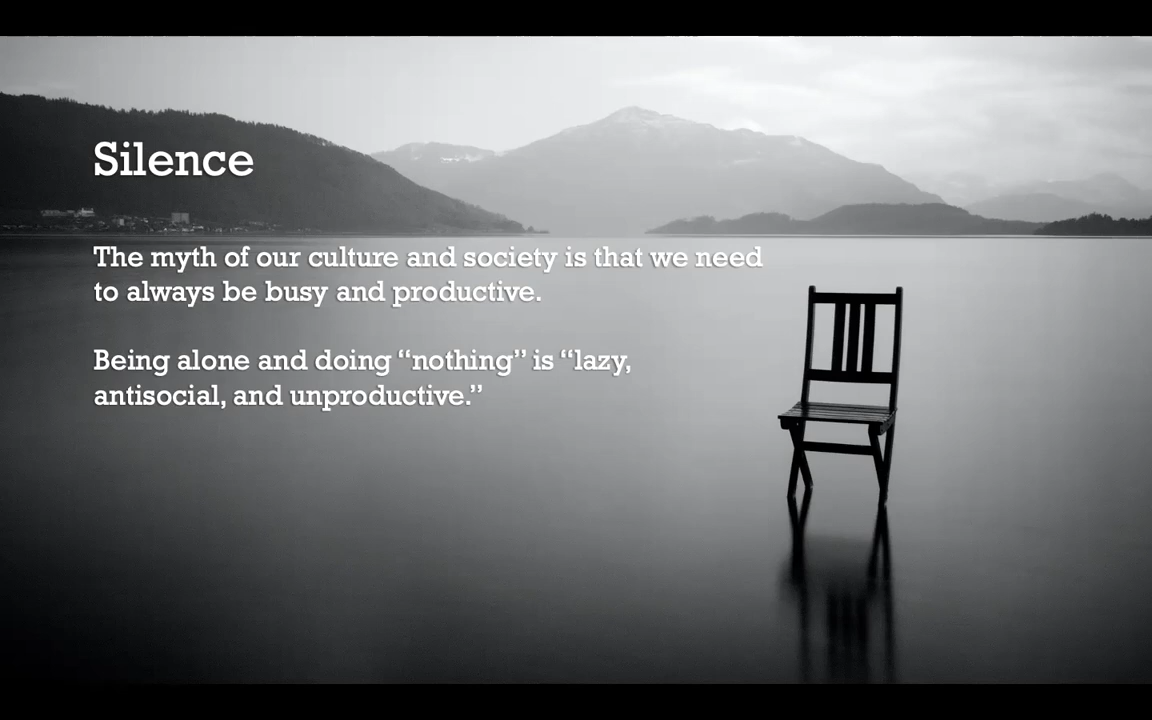 Silence
The myth of our culture and society is that we need
to always be busy and productive.
Being alone and doing “nothing” is “lazy,
antisocial, and unproductive.”